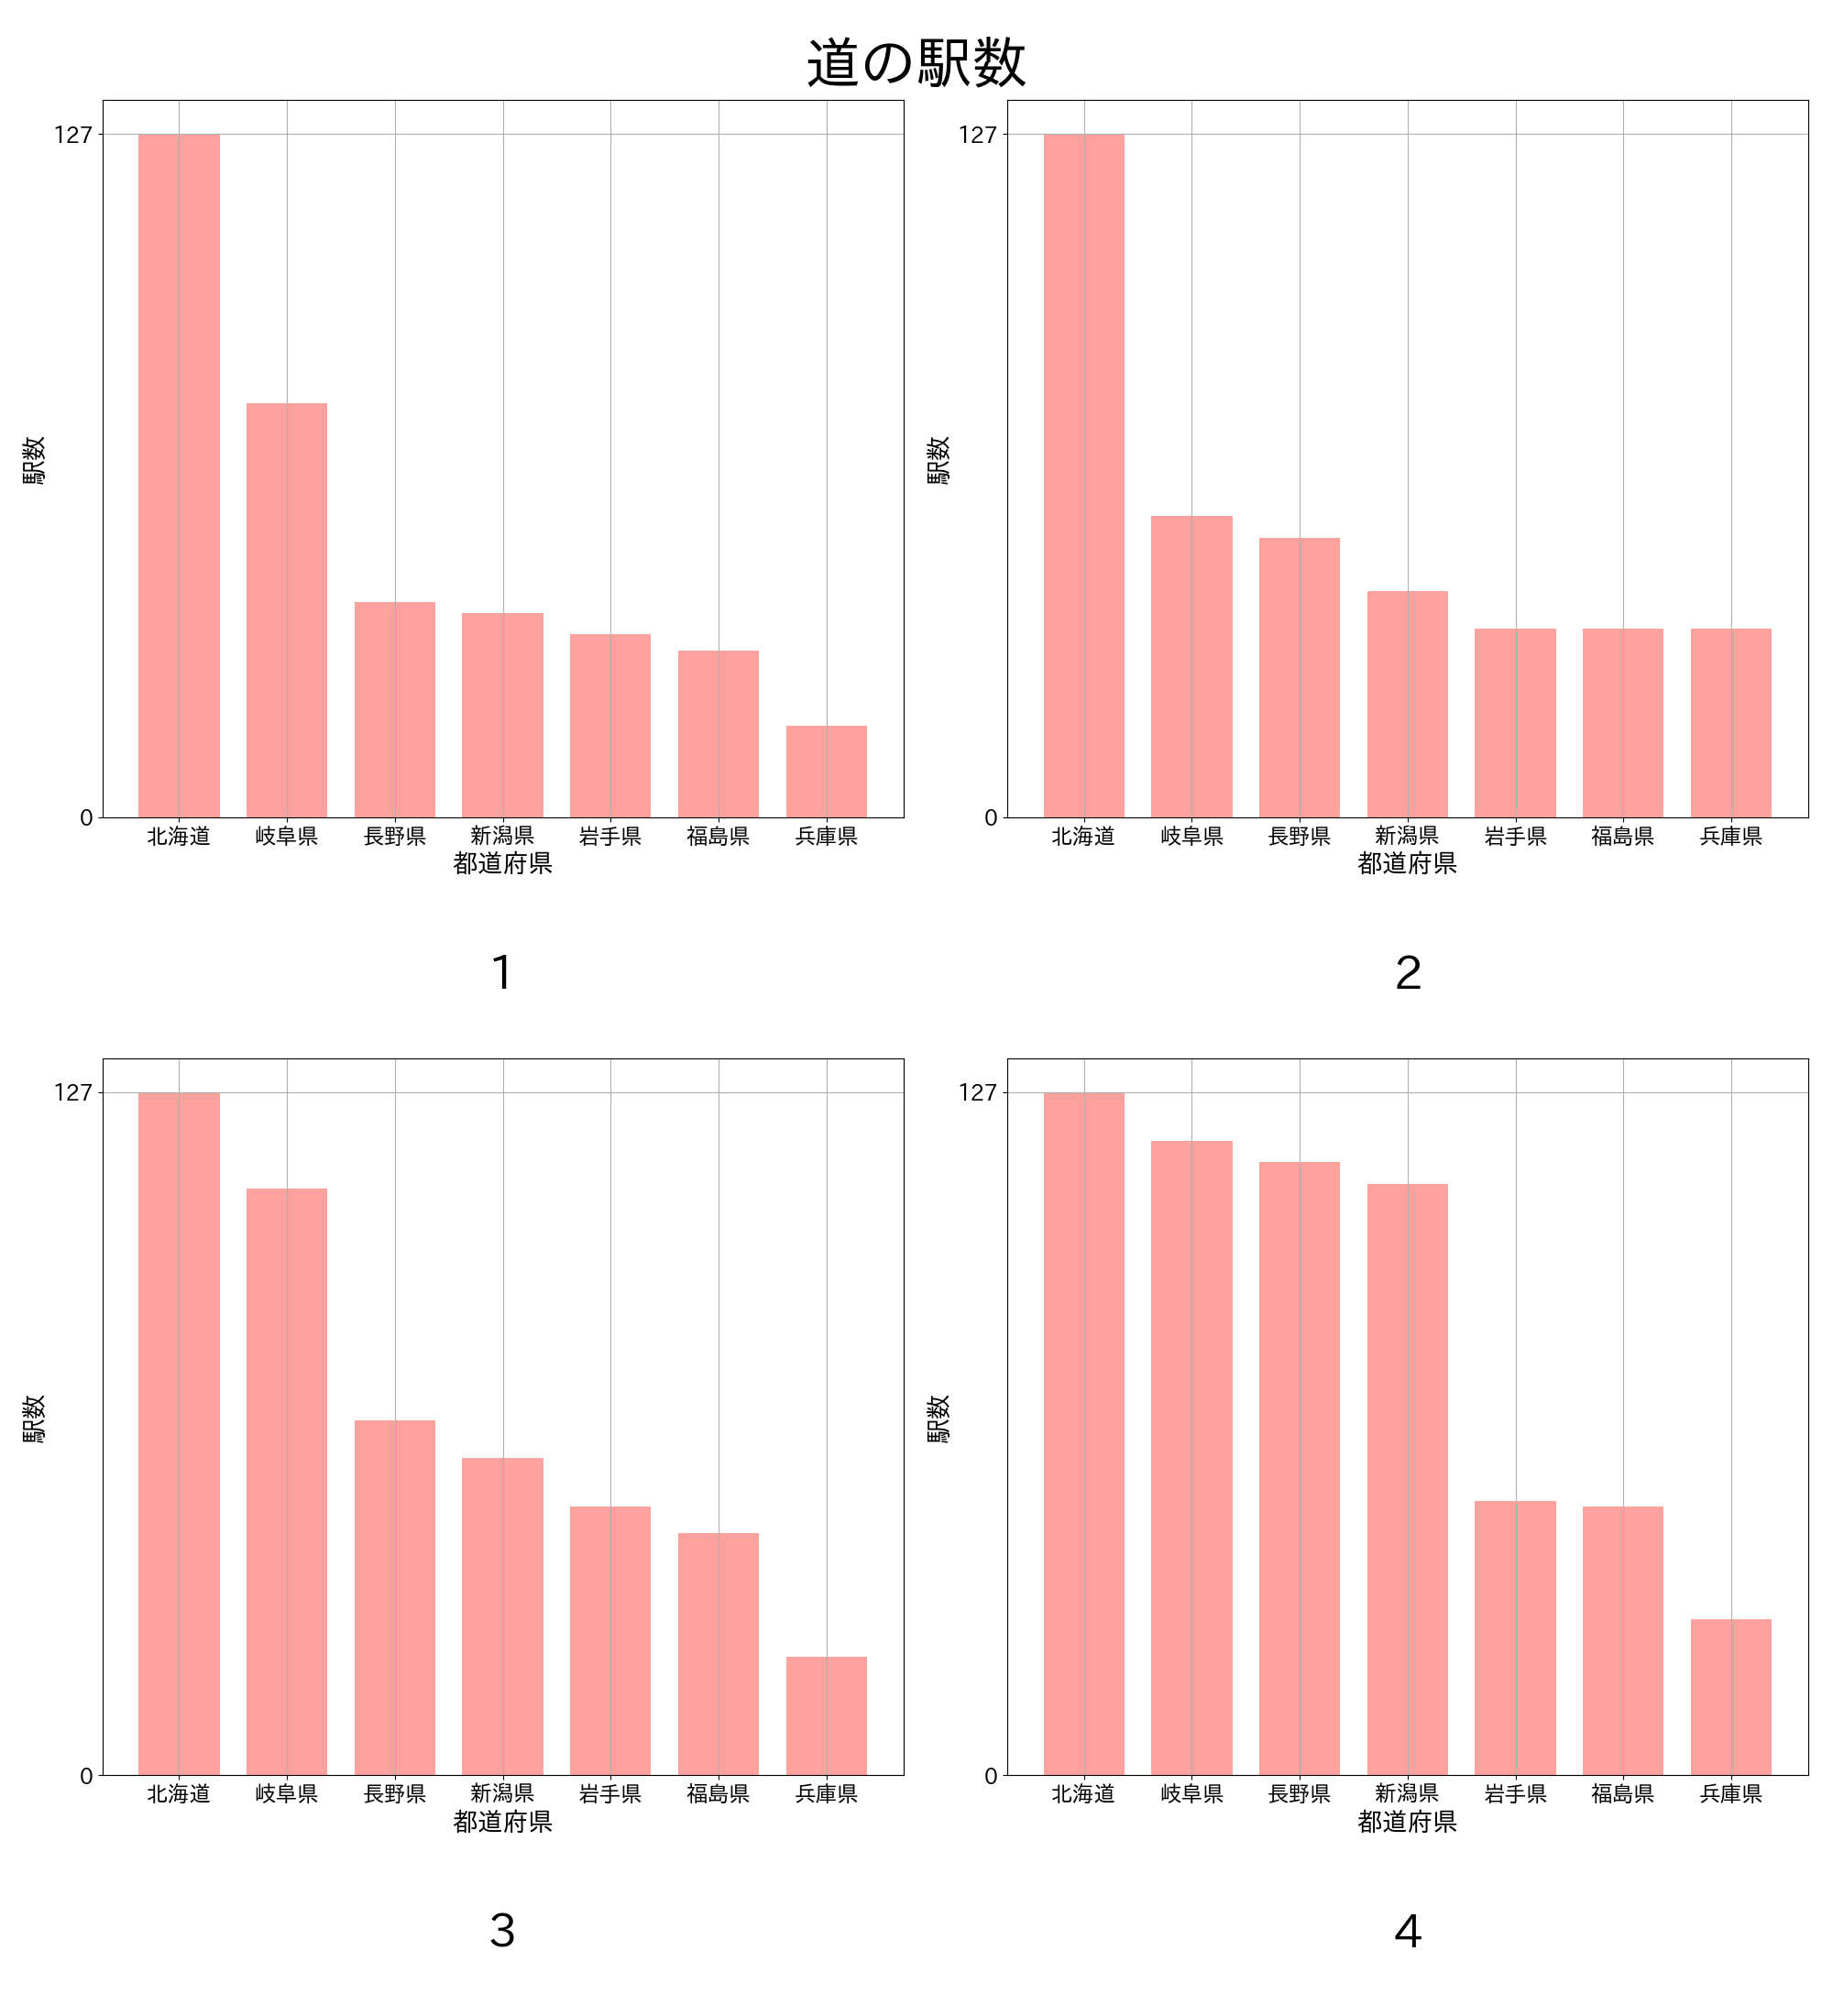 道の駅数
127
0
駅数
北海道 岐阜県 長野県 新潟県 岩手県 福島県 兵庫県
都道府県
1
127
0
駅数
北海道 岐阜県 長野県 新潟県 岩手県 福島県 兵庫県
都道府県
2
127
0
駅数
北海道 岐阜県 長野県 新潟県 岩手県 福島県 兵庫県
都道府県
3
127
0
駅数
北海道 岐阜県 長野県 新潟県 岩手県 福島県 兵庫県
都道府県
4